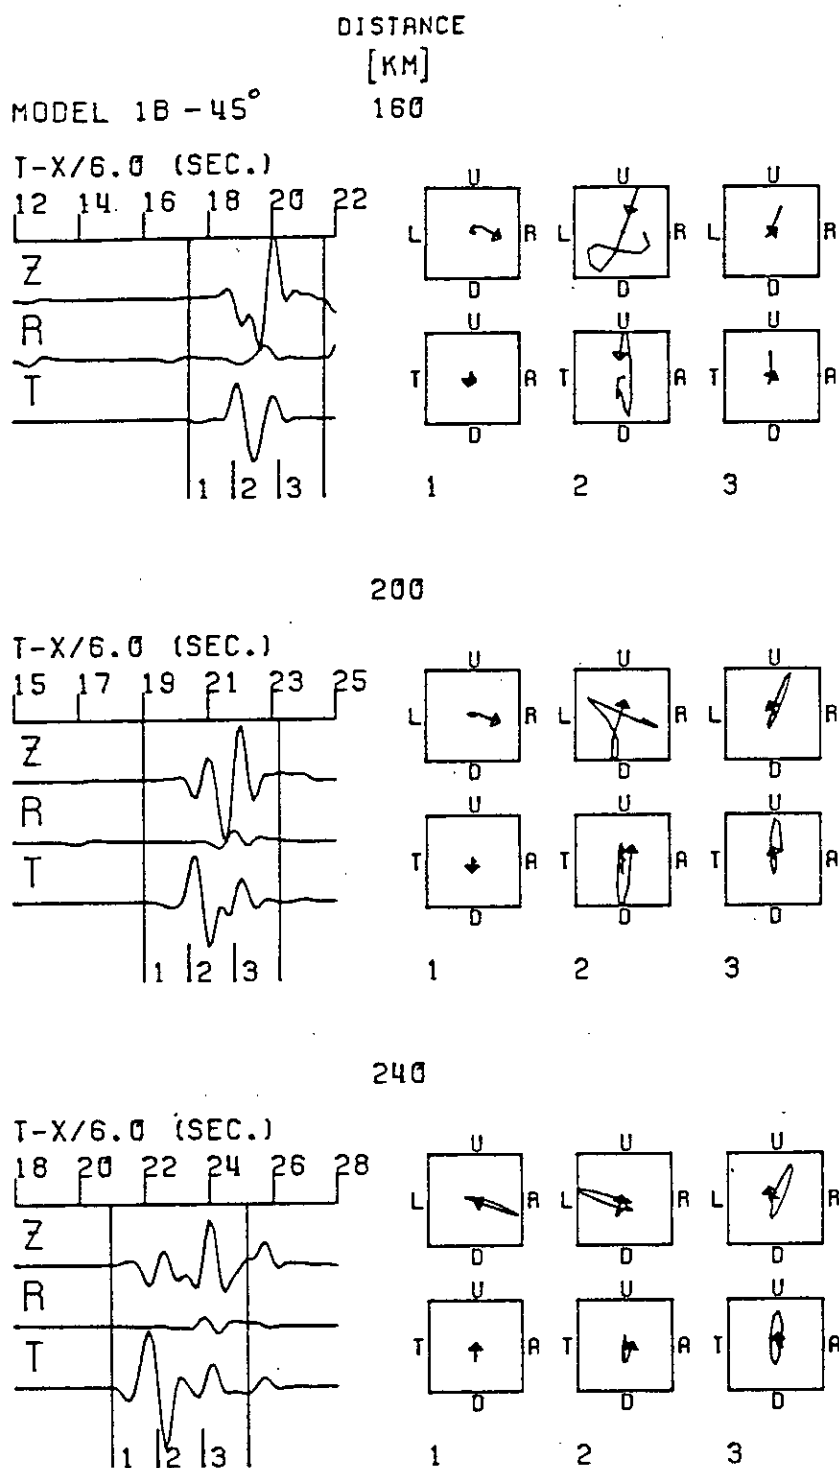 DISTANCE
[KM]
MODEL 1B - 45° 160
T-X/6.0 (SEC.)
12 14 16 18 20 22
Z
R
T
1 2 3
U U U
L R L R L R
D D D
U U U
T A T A T A
D D D
1 2 3
200
T-X/6.0 (SEC.)
15 17 19 21 23 25
Z
R
T
1 2 3
U U U
L R L R L R
D D D
U U U
T A T A T A
D D D
1 2 3
240
T-X/6.0 (SEC.)
18 20 22 24 26 28
Z
R
T
1 2 3
U U U
L R L R L R
D D D
U U U
T A T A T A
D D D
1 2 3